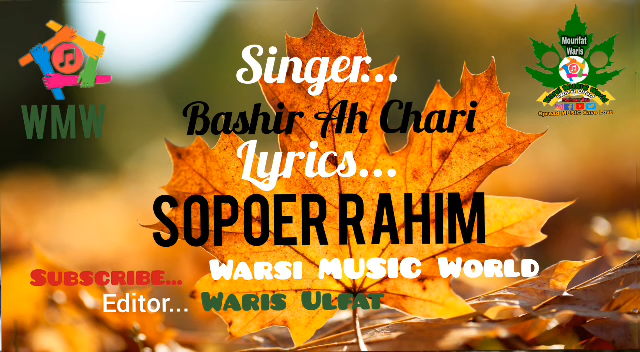 Singer...
Bashir Ah Chari
Lyrics...
SOPOER RAHIM
WMW
Mourifat
Waris
SUBSCRIBE... WARSI MUSIC WORLD
Editor... WARIS ULFAT